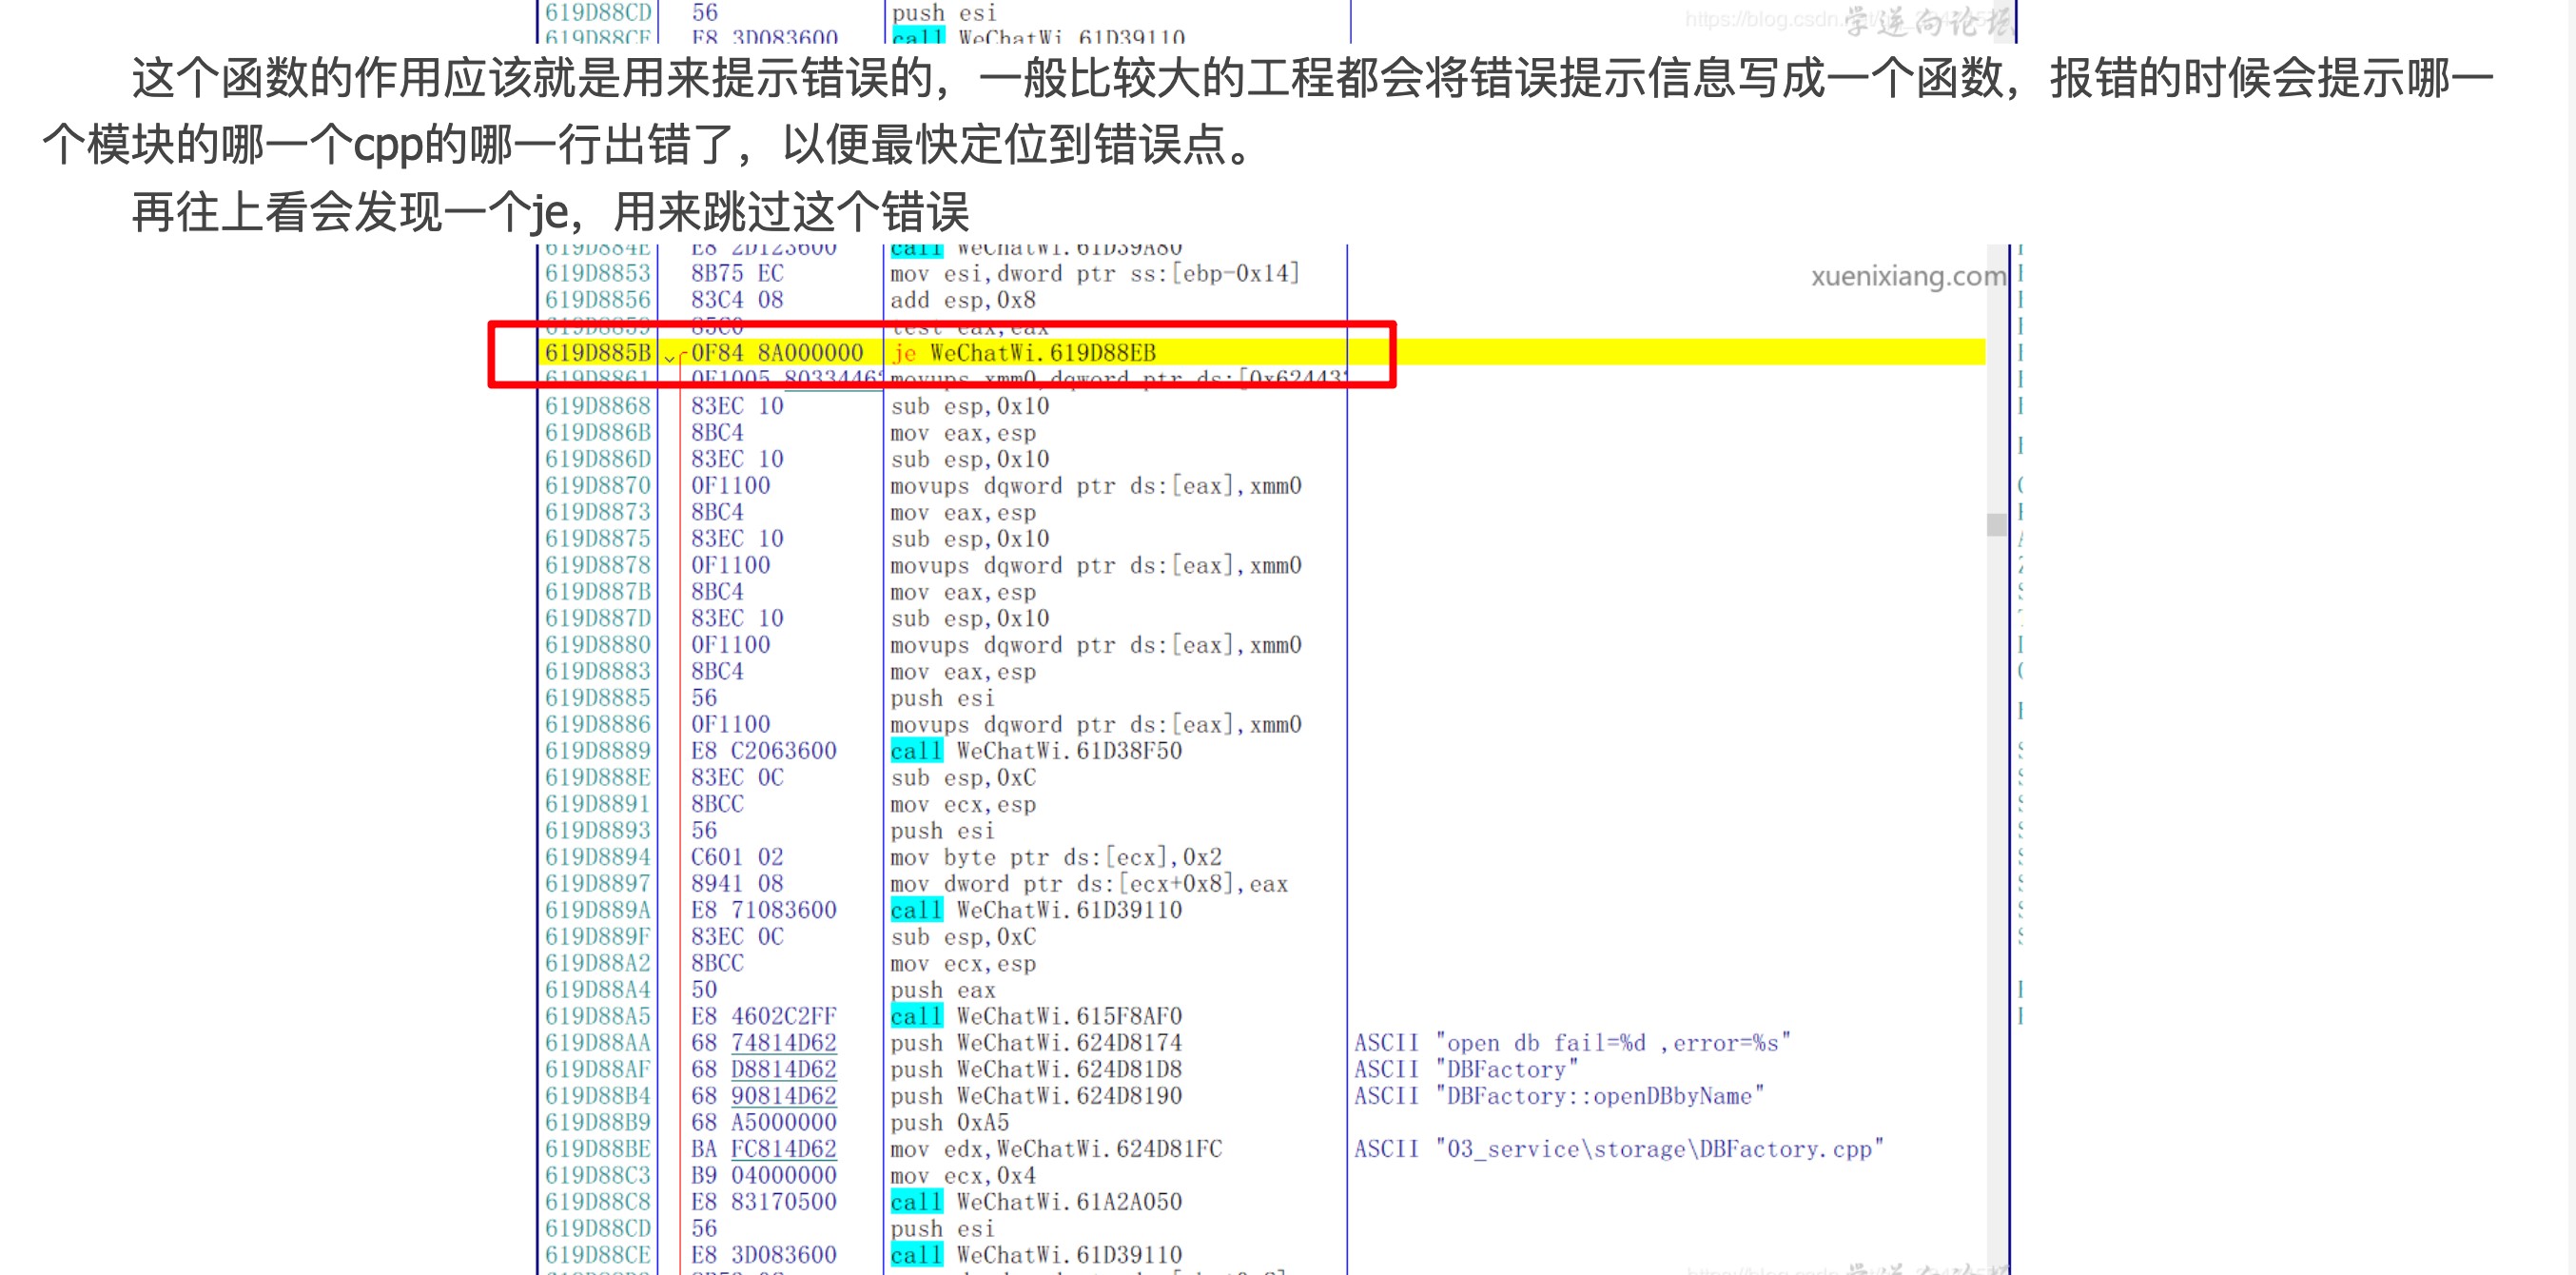 619D88CD 56 push esi
619D88CE E8 3D083600 call WeChatWi.61D39110
https://blog.csdn.n
学逆向论坛
这个函数的作用应该就是用来提示错误的，一般比较大的工程都会将错误提示信息写成一个函数，报错的时候会提示哪一
个模块的哪一个cpp的哪一行出错了，以便最快定位到错误点。
再往上看会发现一个je，用来跳过这个错误
619D884E E8 2D123600 call WeChatWi.61D39A80
619D8853 8B75 EC mov esi,dword ptr ss:[ebp-0x14]
xuenixiang.com
619D8856 83C4 08 add esp,0x8
619D8859 85C0 test eax,eax
619D885B 0F84 8A000000 je WeChatWi.619D88EB
619D8861 0F1005 80334462 movups xmm0,dqword ptr ds:[0x62443
619D8868 83EC 10 sub esp,0x10
619D886B 8BC4 mov eax,esp
619D886D 83EC 10 sub esp,0x10
619D8870 0F1100 movups dqword ptr ds:[eax],xmm0
619D8873 8BC4 mov eax,esp
619D8875 83EC 10 sub esp,0x10
619D8878 0F1100 movups dqword ptr ds:[eax],xmm0
619D887B 8BC4 mov eax,esp
619D887D 83EC 10 sub esp,0x10
619D8880 0F1100 movups dqword ptr ds:[eax],xmm0
619D8883 8BC4 mov eax,esp
619D8885 56 push esi
619D8886 0F1100 movups dqword ptr ds:[eax],xmm0
619D8889 E8 C2063600 call WeChatWi.61D38F50
619D888E 83EC 0C sub esp,0xC
619D8891 8BCC mov ecx,esp
619D8893 56 push esi
619D8894 C601 02 mov byte ptr ds:[ecx],0x2
619D8897 8941 08 mov dword ptr ds:[ecx+0x8],eax
619D889A E8 71083600 call WeChatWi.61D39110
619D889F 83EC 0C sub esp,0xC
619D88A2 8BCC mov ecx,esp
619D88A4 50 push eax
619D88A5 E8 4602C2FF call WeChatWi.615F8AF0
619D88AA 68 74814D62 push WeChatWi.624D8174 ASCII "open db fail=%d ,error=%s"
619D88AF 68 D8814D62 push WeChatWi.624D81D8 ASCII "DBFactory"
619D88B4 68 90814D62 push WeChatWi.624D8190 ASCII "DBFactory::openDBbyName"
619D88B9 68 A5000000 push 0xA5
619D88BE BA FC814D62 mov edx,WeChatWi.624D81FC ASCII "03_service\storage\DBFactory.cpp"
619D88C3 B9 04000000 mov ecx,0x4
619D88C8 E8 83170500 call WeChatWi.61A2A050
619D88CD 56 push esi
619D88CE E8 3D083600 call WeChatWi.61D39110